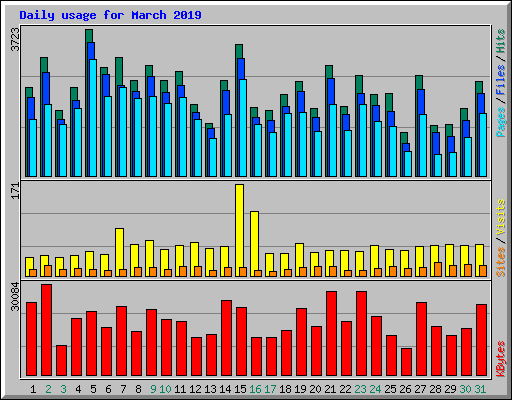 Daily usage for March 2019
3723
Pages / Files / Hits
171
Sites / Visits
30084
KBytes
1 2 3 4 5 6 7 8 9 10 11 12 13 14 15 16 17 18 19 20 21 22 23 24 25 26 27 28 29 30 31